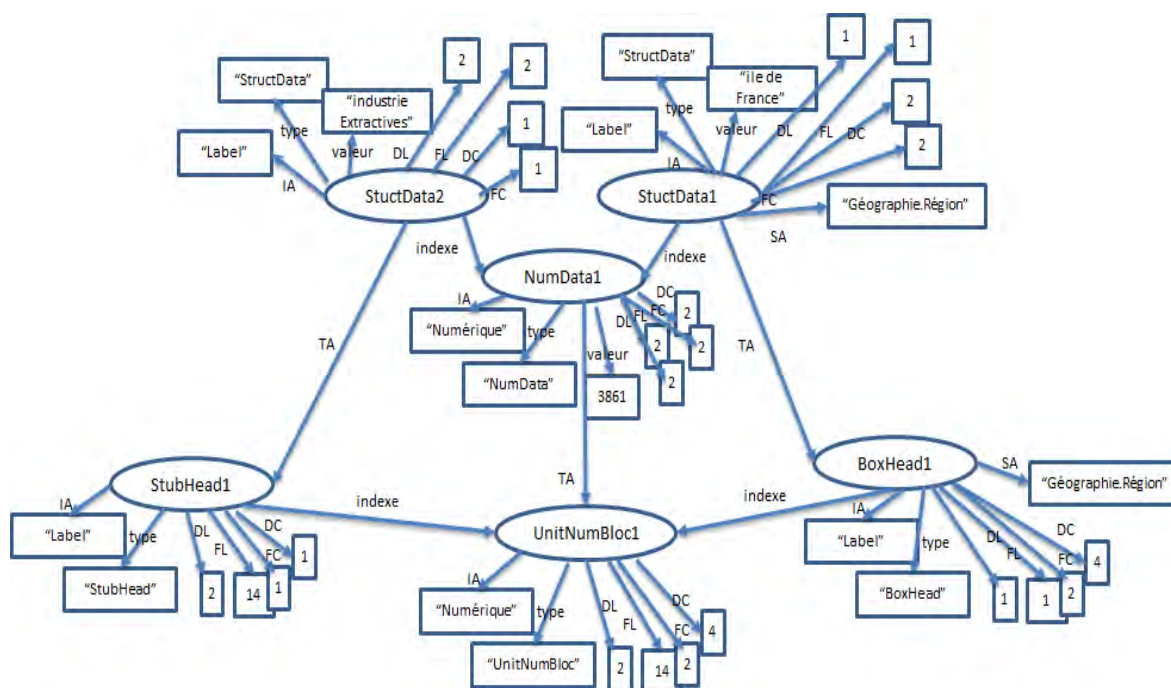 1
1
2
2
“StructData”
“StructData”
“île de
France”
“industrie
Extractives”
2
1
type
type
“Label”
“Label”
valeur
valeur
DL
FL
DC
DL
FL
DC
2
1
IA
IA
FC
FC
StuctData2
StuctData1
“Géographie.Région”
SA
indexe
indexe
NumData1
IA
DC
“Numérique”
type
DL
FL
FC
2
2
2
TA
TA
valeur
“NumData”
2
3861
StubHead1
BoxHead1
SA
TA
“Géographie.Région”
IA
indexe
indexe
IA
“Label”
type
DL
FL
FC
DC
1
UnitNumBloc1
“Label”
type
DL
FL
FC
DC
4
“StubHead”
2
14
1
IA
“BoxHead”
1
1
2
“Numérique”
type
DL
FL
FC
DC
4
“UnitNumBloc”
2
14
2